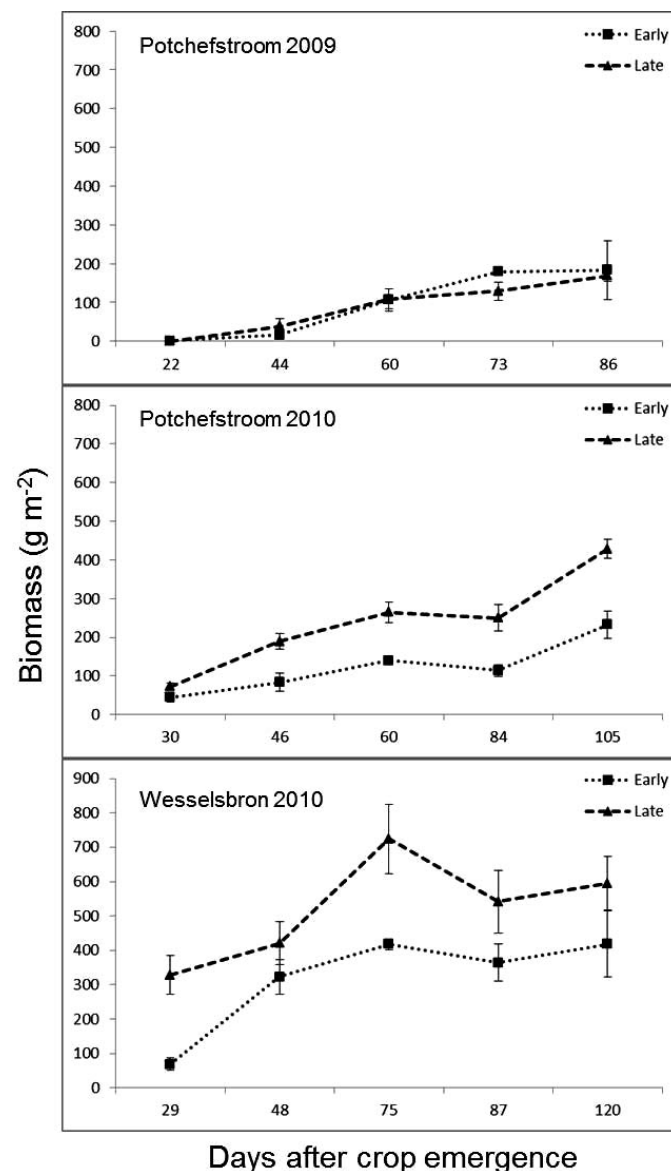 Potchefstroom 2009
Early
Late
800
700
600
500
400
300
200
100
0
22 44 60 73 86
Potchefstroom 2010
Early
Late
800
700
600
500
400
300
200
100
0
30 46 60 84 105
Wesselsbron 2010
Early
Late
900
800
700
600
500
400
300
200
100
0
29 48 75 87 120
Biomass (g m-2)
Days after crop emergence